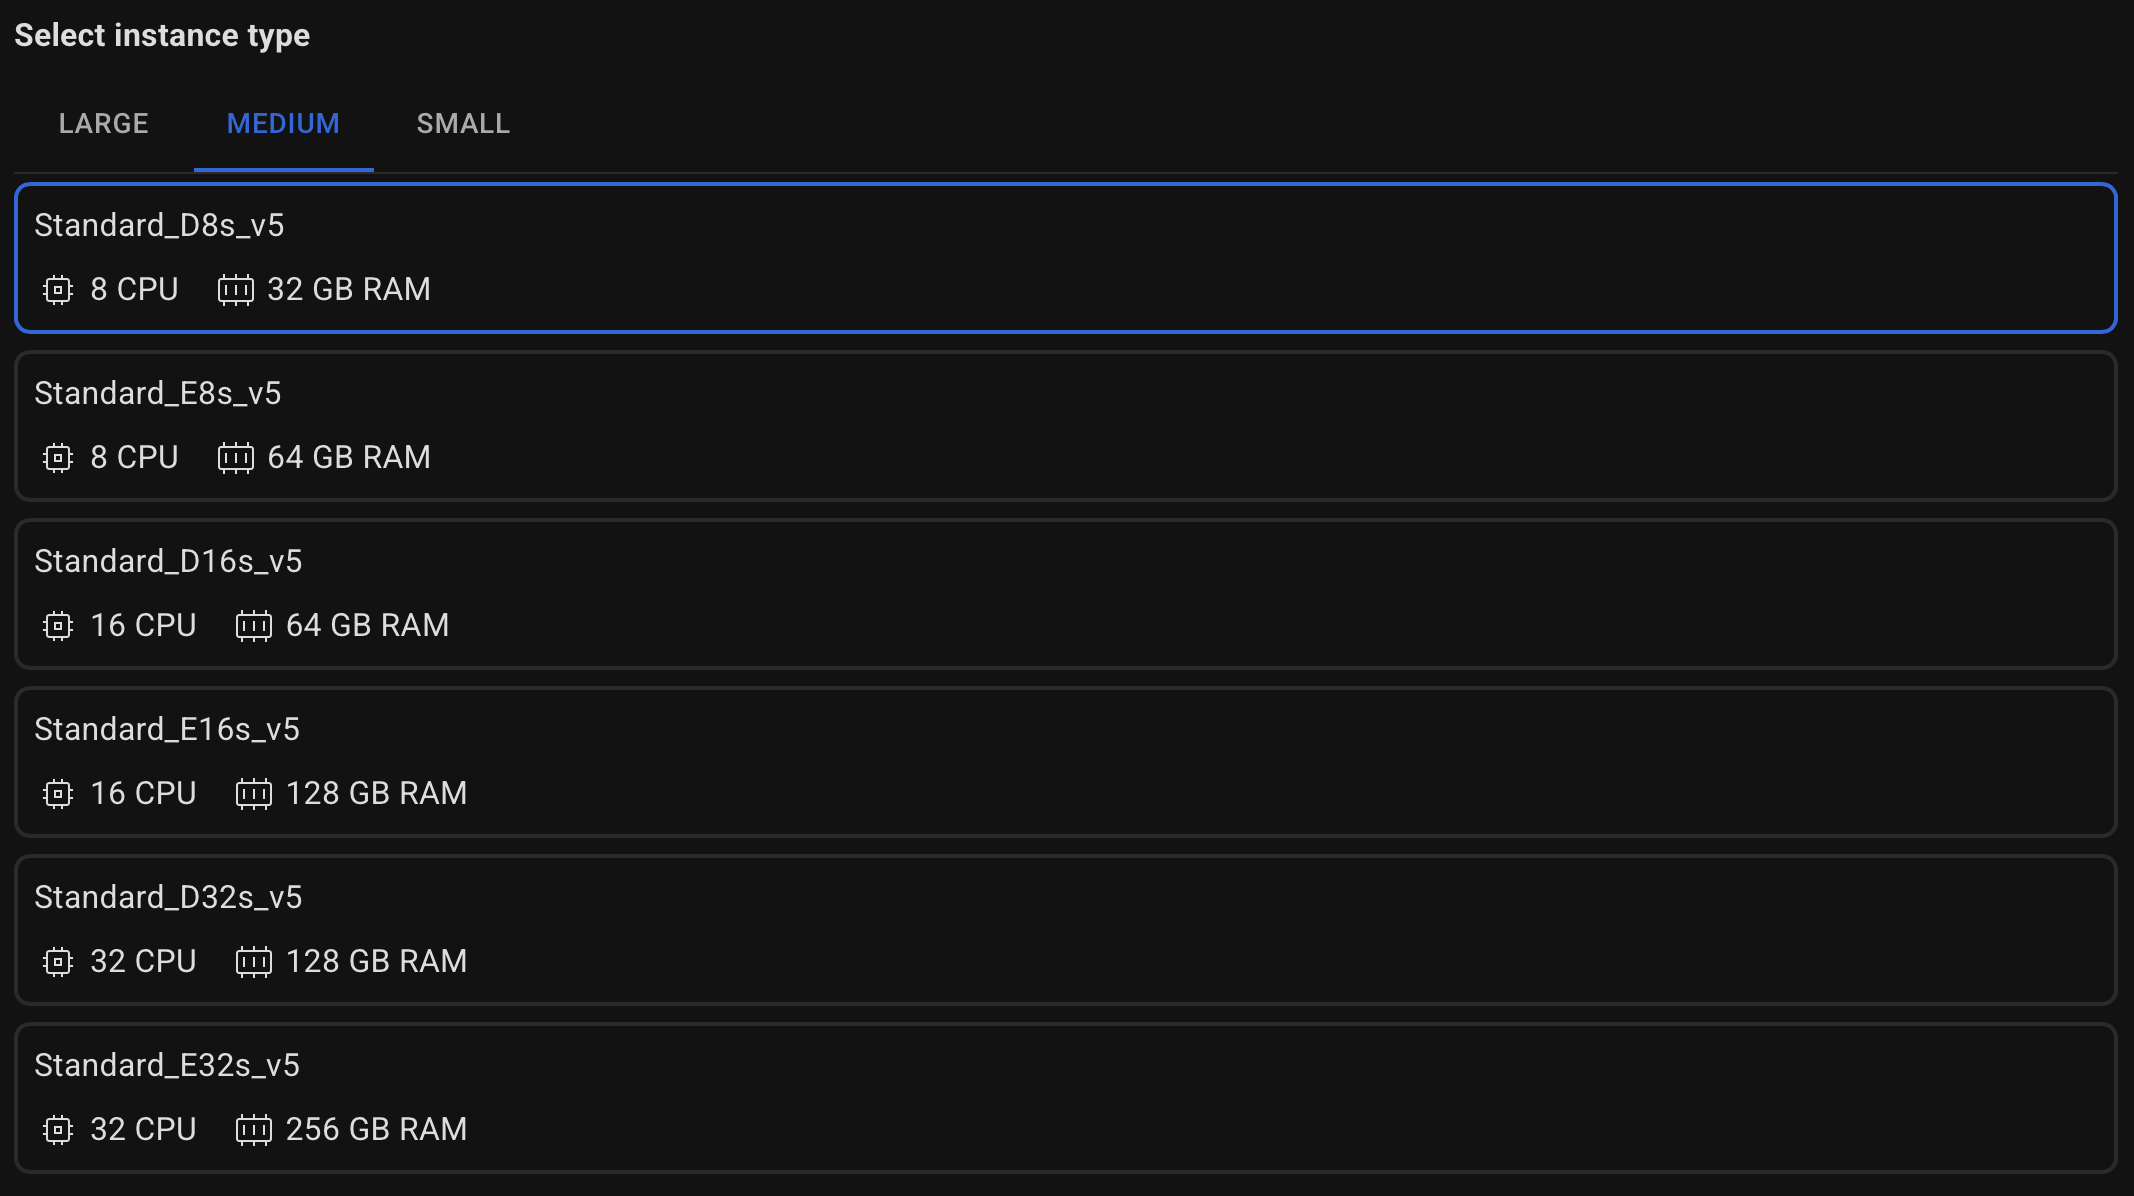 Select instance type
LARGE MEDIUM SMALL
Standard_D8s_v5
8 CPU 32 GB RAM
Standard_E8s_v5
8 CPU 64 GB RAM
Standard_D16s_v5
16 CPU 64 GB RAM
Standard_E16s_v5
16 CPU 128 GB RAM
Standard_D32s_v5
32 CPU 128 GB RAM
Standard_E32s_v5
32 CPU 256 GB RAM